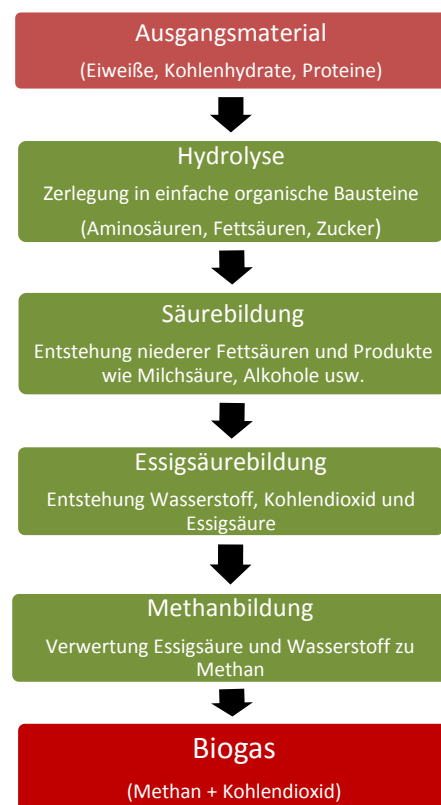 Ausgangsmaterial
(Eiweiße, Kohlenhydrate, Proteine)
Hydrolyse
Zerlegung in einfache organische Bausteine
(Aminosäuren, Fettsäuren, Zucker)
Säurebildung
Entstehung niederer Fettsäuren und Produkte
wie Milchsäure, Alkohole usw.
Essigsäurebildung
Entstehung Wasserstoff, Kohlendioxid und
Essigsäure
Methanbildung
Verwertung Essigsäure und Wasserstoff zu
Methan
Biogas
(Methan + Kohlendioxid)